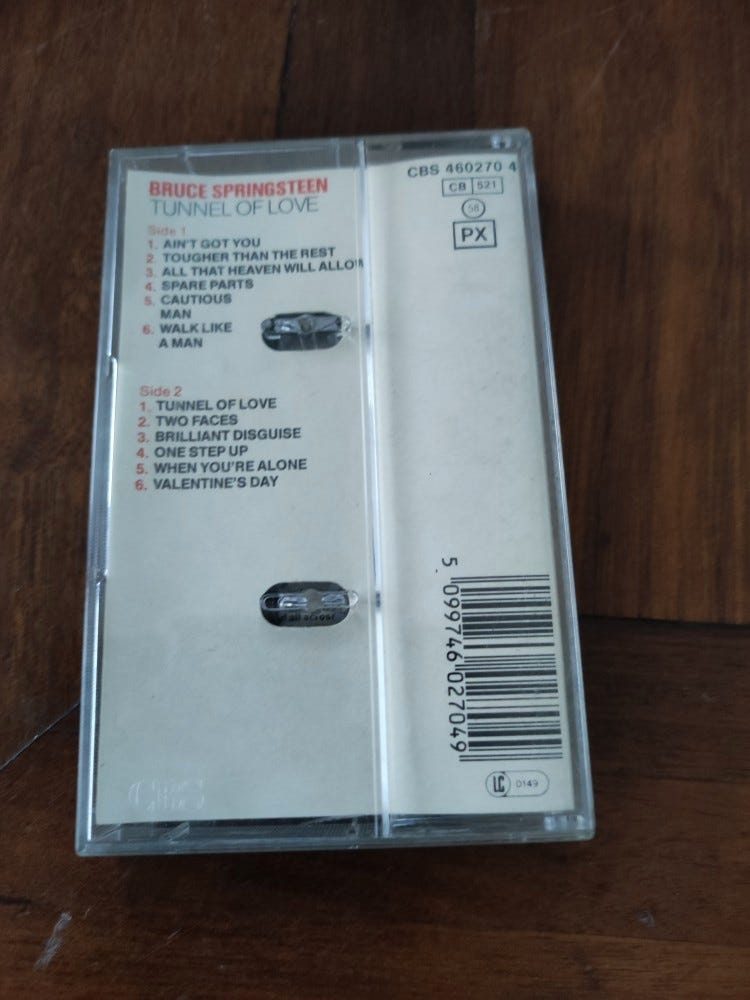 BRUCE SPRINGSTEEN
TUNNEL OF LOVE
Side 1
1. AIN'T GOT YOU
2. TOUGHER THAN THE REST
3. ALL THAT HEAVEN WILL ALLOW
4. SPARE PARTS
5. CAUTIOUS
MAN
6. WALK LIKE
A MAN
Side 2
1. TUNNEL OF LOVE
2. TWO FACES
3. BRILLIANT DISGUISE
4. ONE STEP UP
5. WHEN YOU'RE ALONE
6. VALENTINE'S DAY
all across
CBS
CBS 460270 4
CB 521
58
PX
5 099746 027049
LC 0149